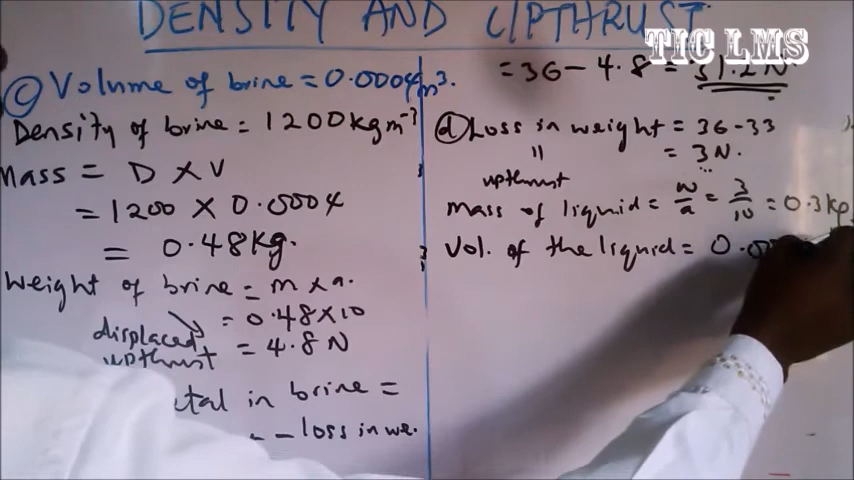 DENSITY AND UPTHRUST
TIC LMS
(c) Volume of brine = 0.0004m³.
Density of brine = 1200kgm⁻³
Mass = D × V
= 1200 × 0.0004
= 0.48kg.
Weight of brine = m × a.
displaced = 0.48×10
upthrust = 4.8 N
in brine =
- loss in we.
= 36 - 4.8 = 31.2 N
(d) Loss in weight = 36-33
= 3N.
upthrust
mass of liquid = w/a = 3/10 = 0.3kg
Vol. of the liquid =